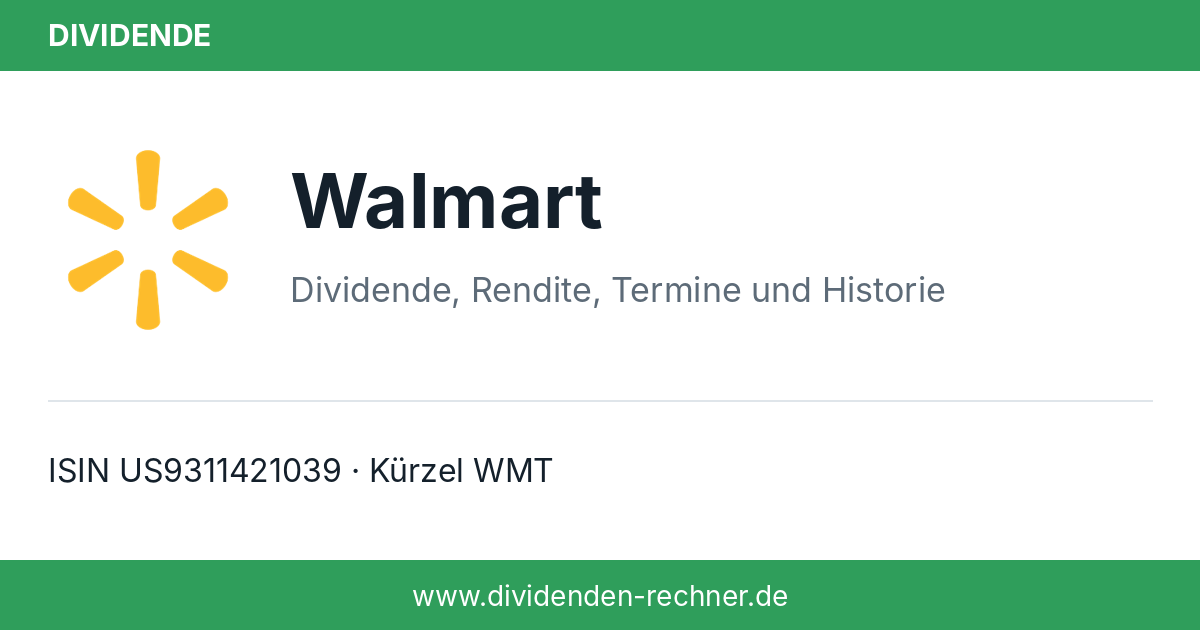 DIVIDENDE
Walmart
Dividende, Rendite, Termine und Historie
ISIN US9311421039 · Kürzel WMT
www.dividenden-rechner.de